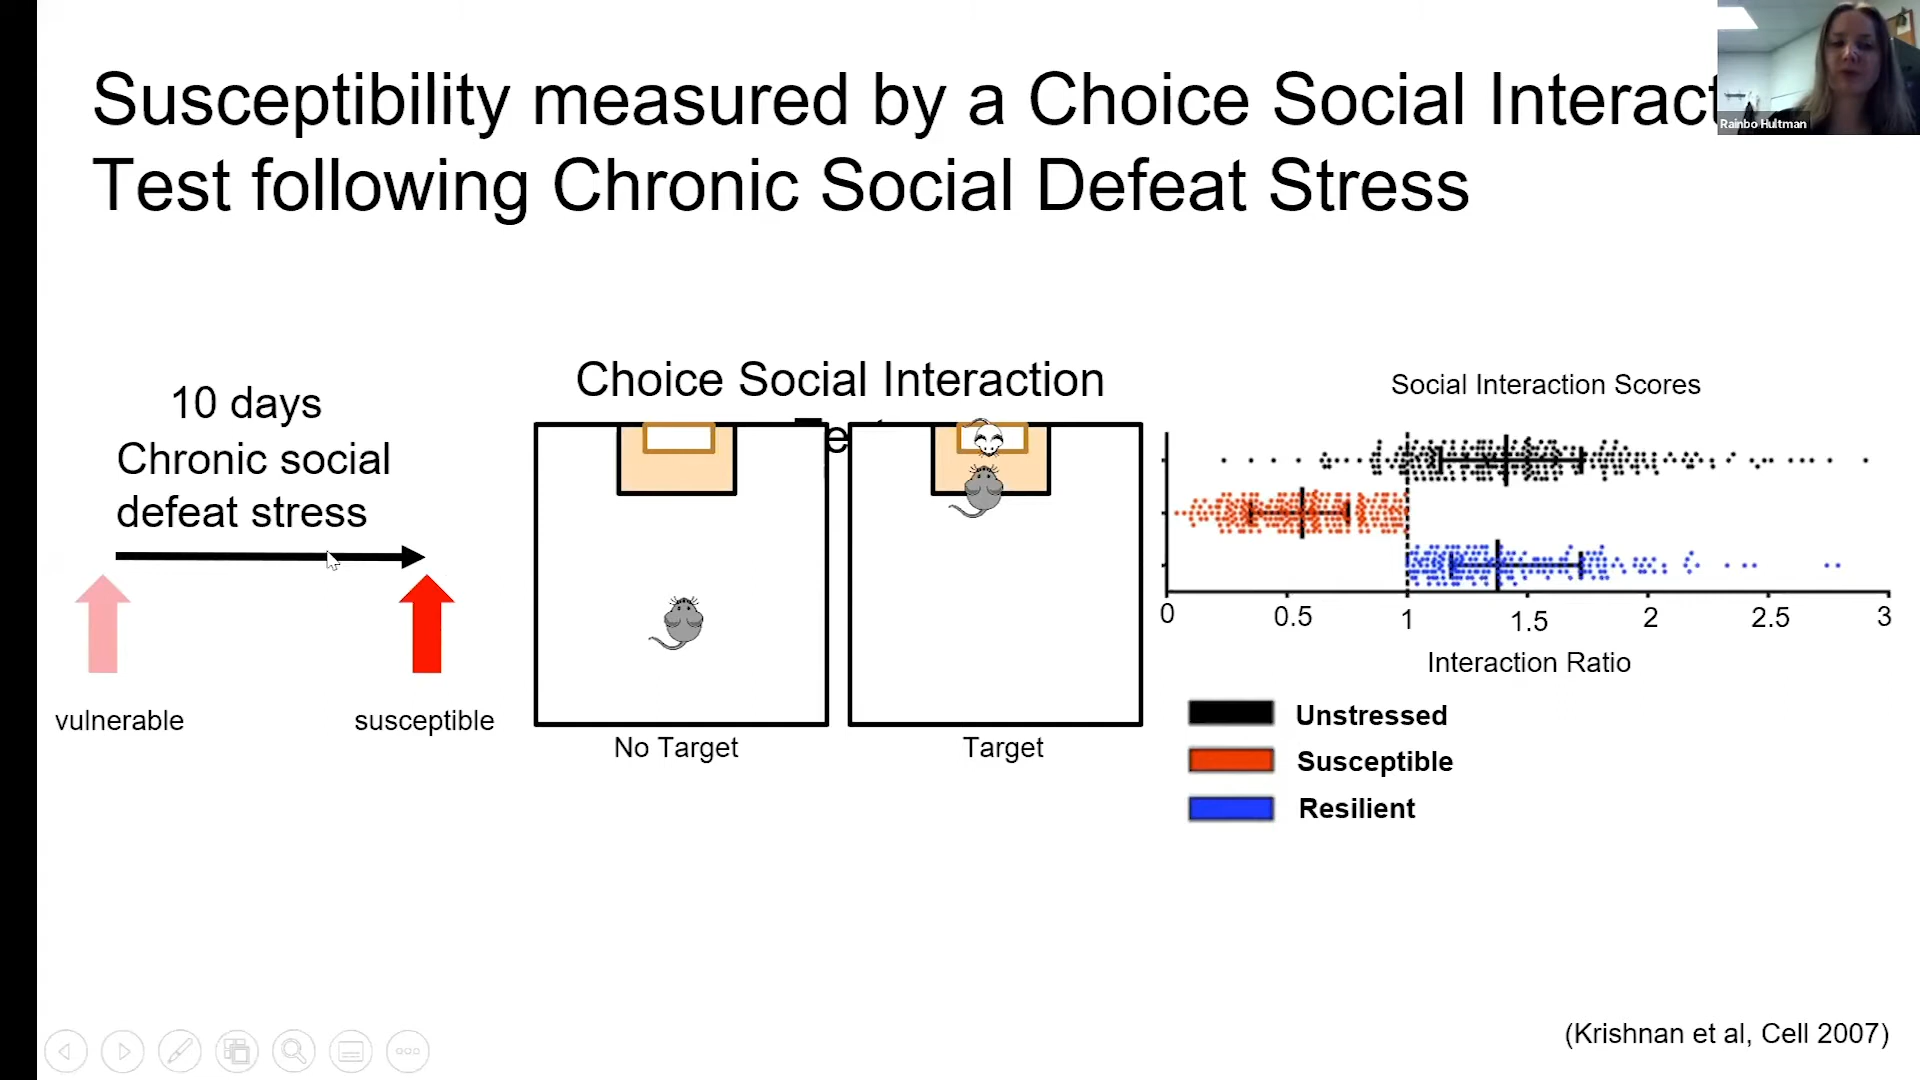 Susceptibility measured by a Choice Social Interact
Test following Chronic Social Defeat Stress
Rainbo Hultman
10 days
Chronic social
defeat stress
vulnerable
susceptible
Choice Social Interaction
No Target
Target
Social Interaction Scores
0 0.5 1 1.5 2 2.5 3
Interaction Ratio
Unstressed
Susceptible
Resilient
(Krishnan et al, Cell 2007)